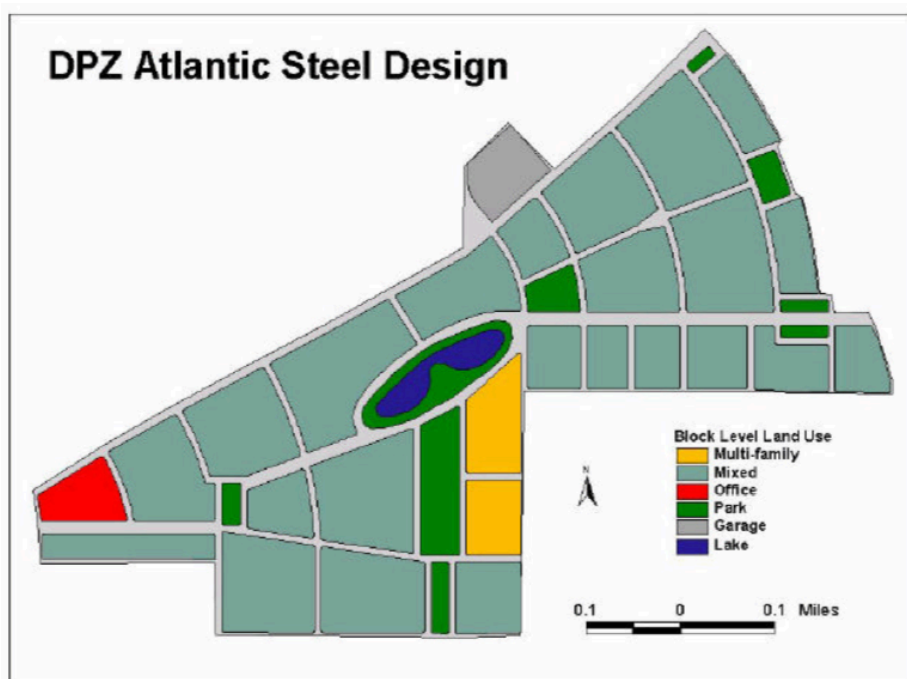 DPZ Atlantic Steel Design
Block Level Land Use
Multi-family
Mixed
Office
Park
Garage
Lake
N
0.1 0 0.1 Miles